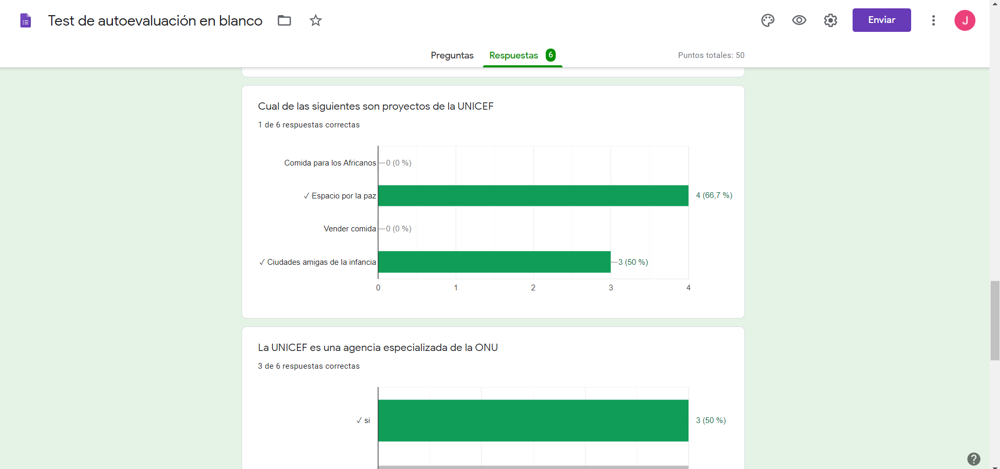 Test de autoevaluación en blanco
Enviar
J
Preguntas
Respuestas 6
Puntos totales: 50
Cual de las siguientes son proyectos de la UNICEF
1 de 6 respuestas correctas
Comida para los Africanos 0 (0 %)
✓ Espacio por la paz 4 (66,7 %)
Vender comida 0 (0 %)
✓ Ciudades amigas de la infancia 3 (50 %)
0 1 2 3 4
La UNICEF es una agencia especializada de la ONU
3 de 6 respuestas correctas
✓ si 3 (50 %)
?